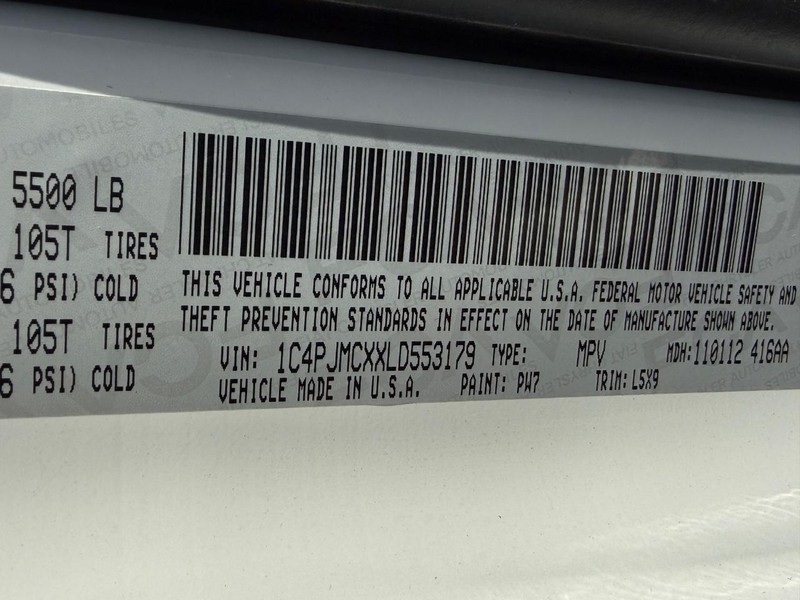 5500 LB
105T TIRES
6 PSI) COLD
105T TIRES
6 PSI) COLD
THIS VEHICLE CONFORMS TO ALL APPLICABLE U.S.A. FEDERAL MOTOR VEHICLE SAFETY AND
THEFT PREVENTION STANDARDS IN EFFECT ON THE DATE OF MANUFACTURE SHOWN ABOVE.
VIN: 1C4PJMCXXLD553179 TYPE: MPV MDH:110112 416AA
VEHICLE MADE IN U.S.A. PAINT: PW7 TRIM: L5X9